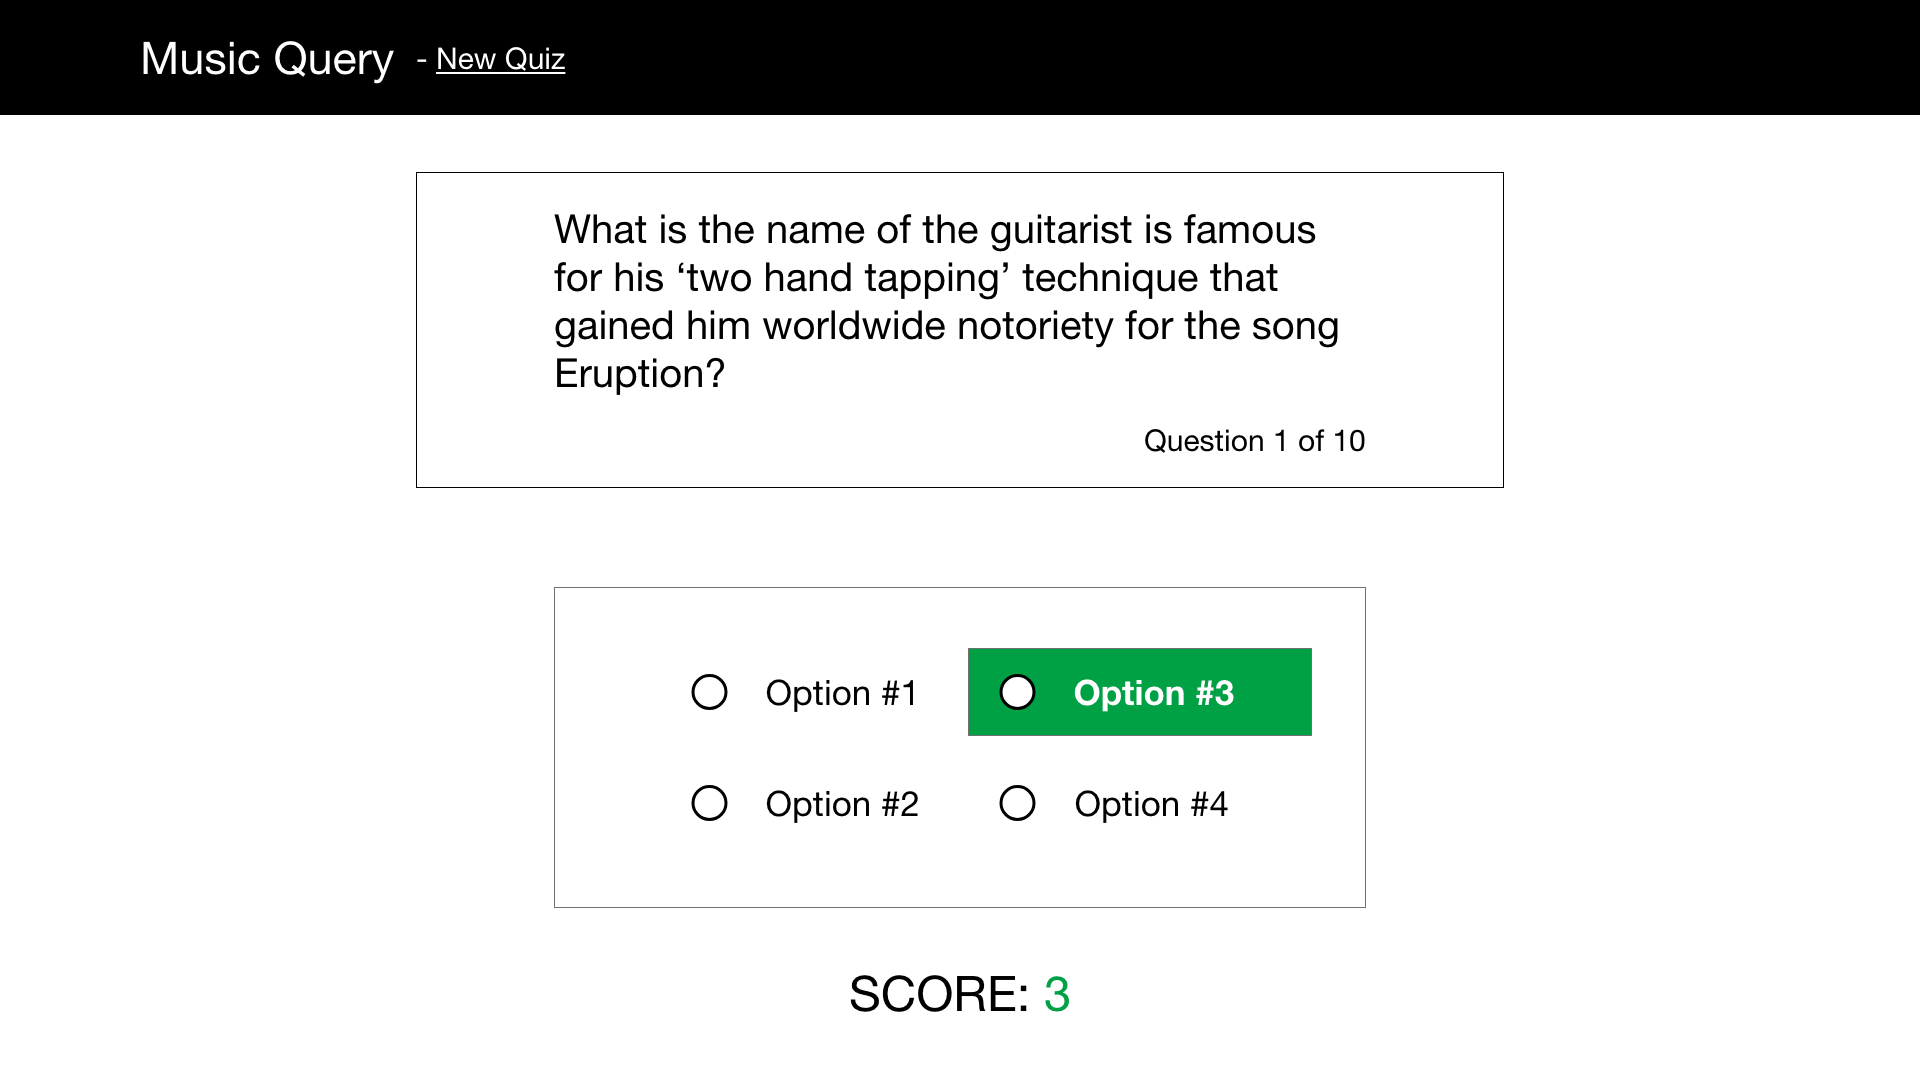 Music Query - New Quiz
What is the name of the guitarist is famous
for his ‘two hand tapping’ technique that
gained him worldwide notoriety for the song
Eruption?
Question 1 of 10
Option #1
Option #3
Option #2
Option #4
SCORE: 3